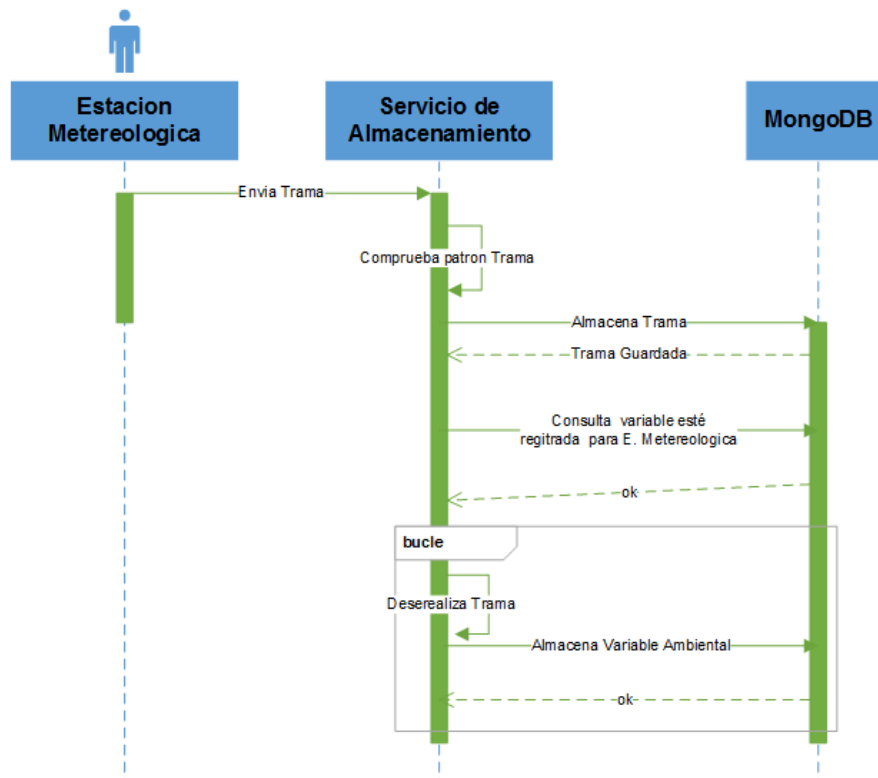 Estacion
Metereologica
Servicio de
Almacenamiento
MongoDB
Envia Trama
Comprueba patron Trama
Almacena Trama
Trama Guardada
Consulta variable esté
regitrada para E. Metereologica
ok
bucle
Deserealiza Trama
Almacena Variable Ambiental
ok